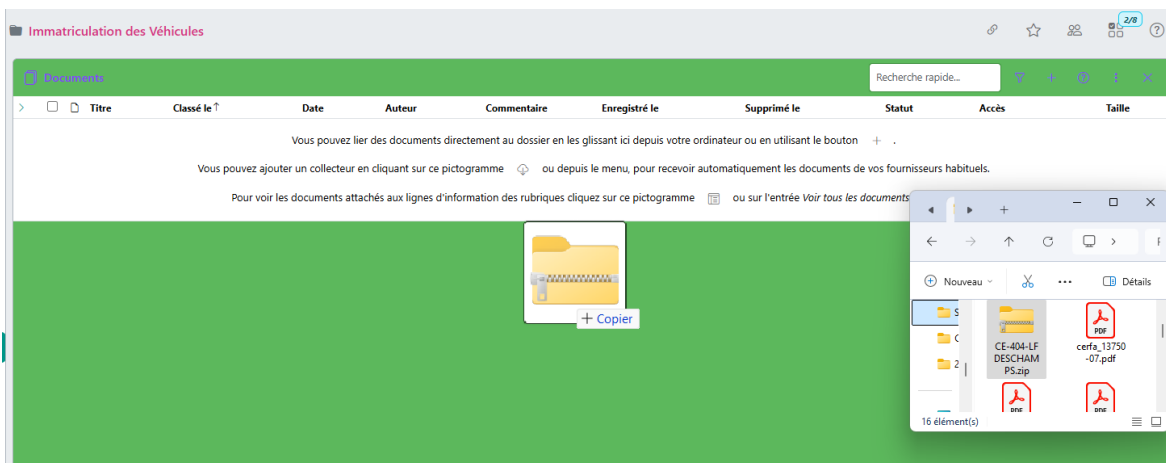 Immatriculation des Véhicules
2/8
Documents
Recherche rapide...
Titre Classé le Date Auteur Commentaire Enregistré le Supprimé le Statut Accès Taille
Vous pouvez lier des documents directement au dossier en les glissant ici depuis votre ordinateur ou en utilisant le bouton + .
Vous pouvez ajouter un collecteur en cliquant sur ce pictogramme ou depuis le menu, pour recevoir automatiquement les documents de vos fournisseurs habituels.
Pour voir les documents attachés aux lignes d'information des rubriques cliquez sur ce pictogramme ou sur l'entrée Voir tous les documents
+ Copier
Nouveau
Détails
CE-404-LF
DESCHAM
PS.zip
PDF
cerfa_13750
-07.pdf
2
PDF
PDF
16 élément(s)